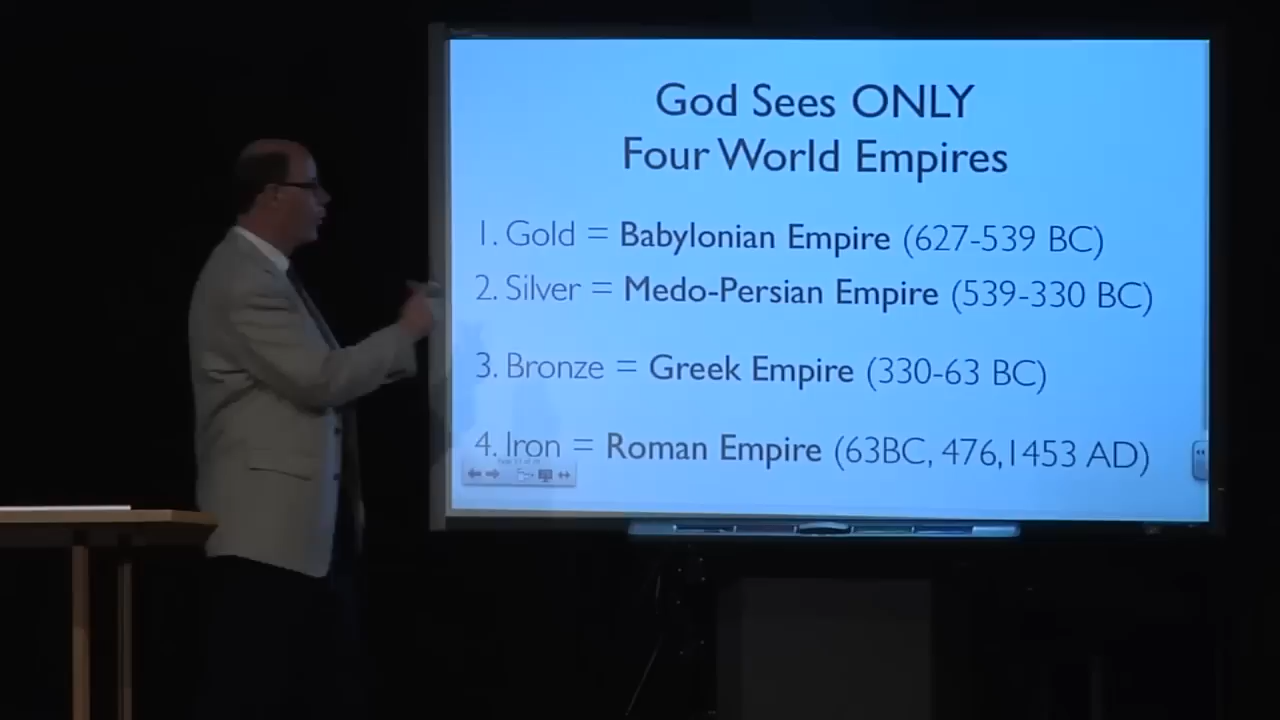 God Sees ONLY
Four World Empires
1. Gold = Babylonian Empire (627-539 BC)
2. Silver = Medo-Persian Empire (539-330 BC)
3. Bronze = Greek Empire (330-63 BC)
4. Iron = Roman Empire (63BC, 476,1453 AD)